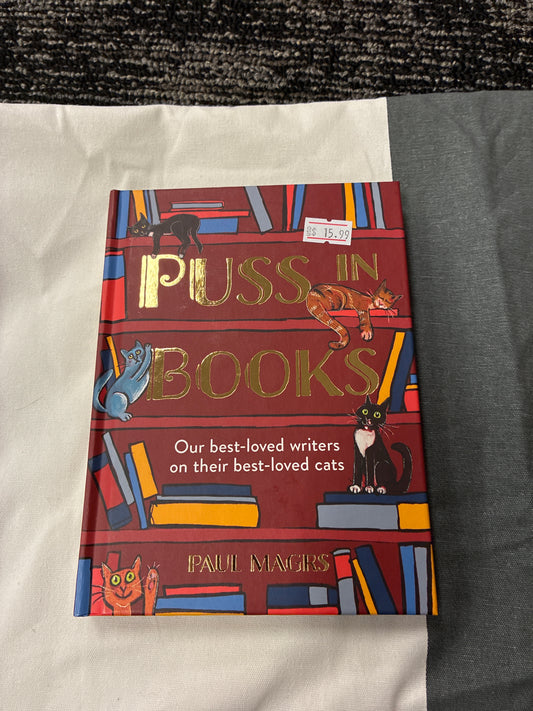 S$ 15.99
PUSS IN
BOOKS
Our best-loved writers
on their best-loved cats
PAUL MAGRS